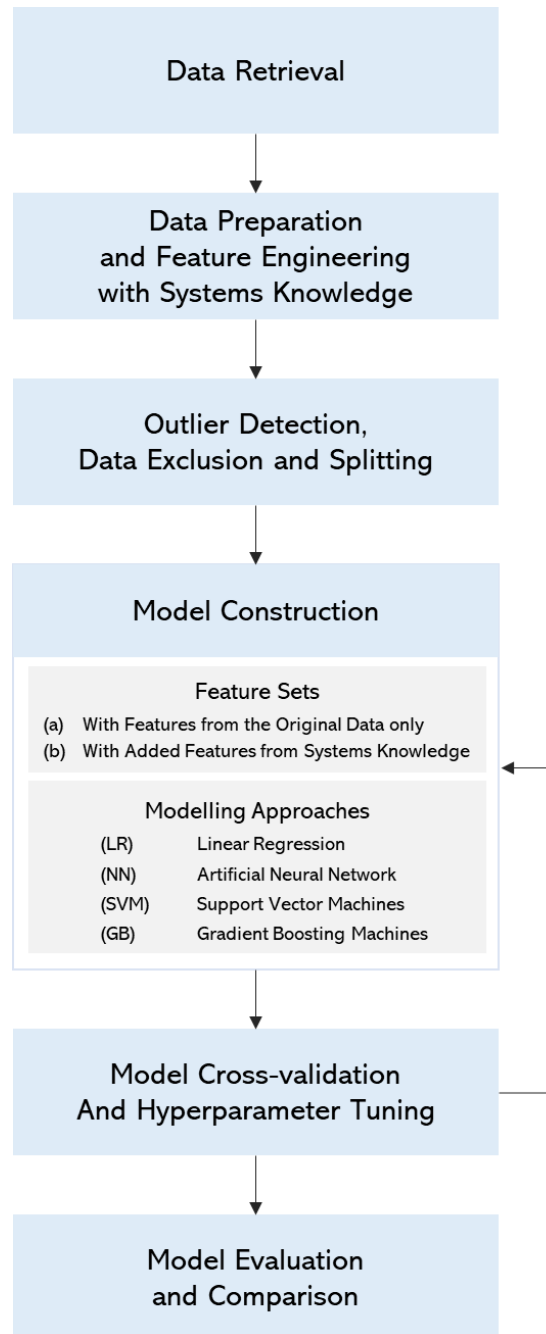 Data Retrieval
Data Preparation
and Feature Engineering
with Systems Knowledge
Outlier Detection,
Data Exclusion and Splitting
Model Construction
Feature Sets
(a) With Features from the Original Data only
(b) With Added Features from Systems Knowledge
Modelling Approaches
(LR) Linear Regression
(NN) Artificial Neural Network
(SVM) Support Vector Machines
(GB) Gradient Boosting Machines
Model Cross-validation
And Hyperparameter Tuning
Model Evaluation
and Comparison